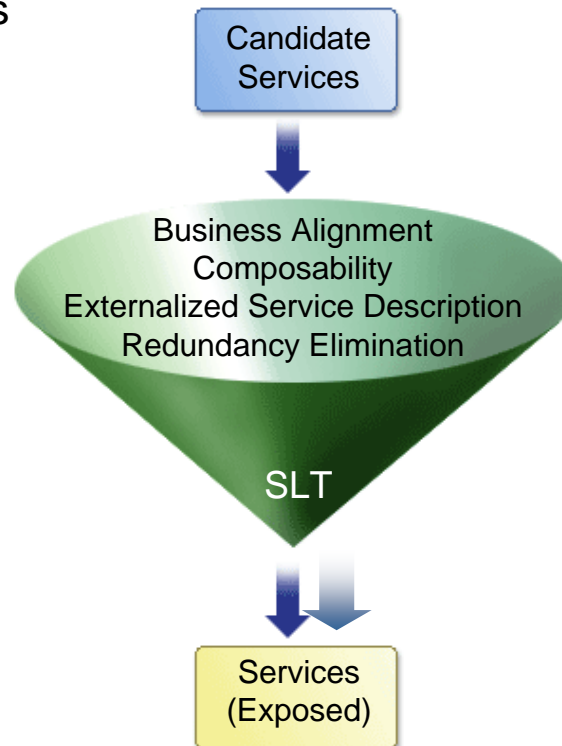 s
Candidate
Services
Business Alignment
Composability
Externalized Service Description
Redundancy Elimination
SLT
Services
(Exposed)